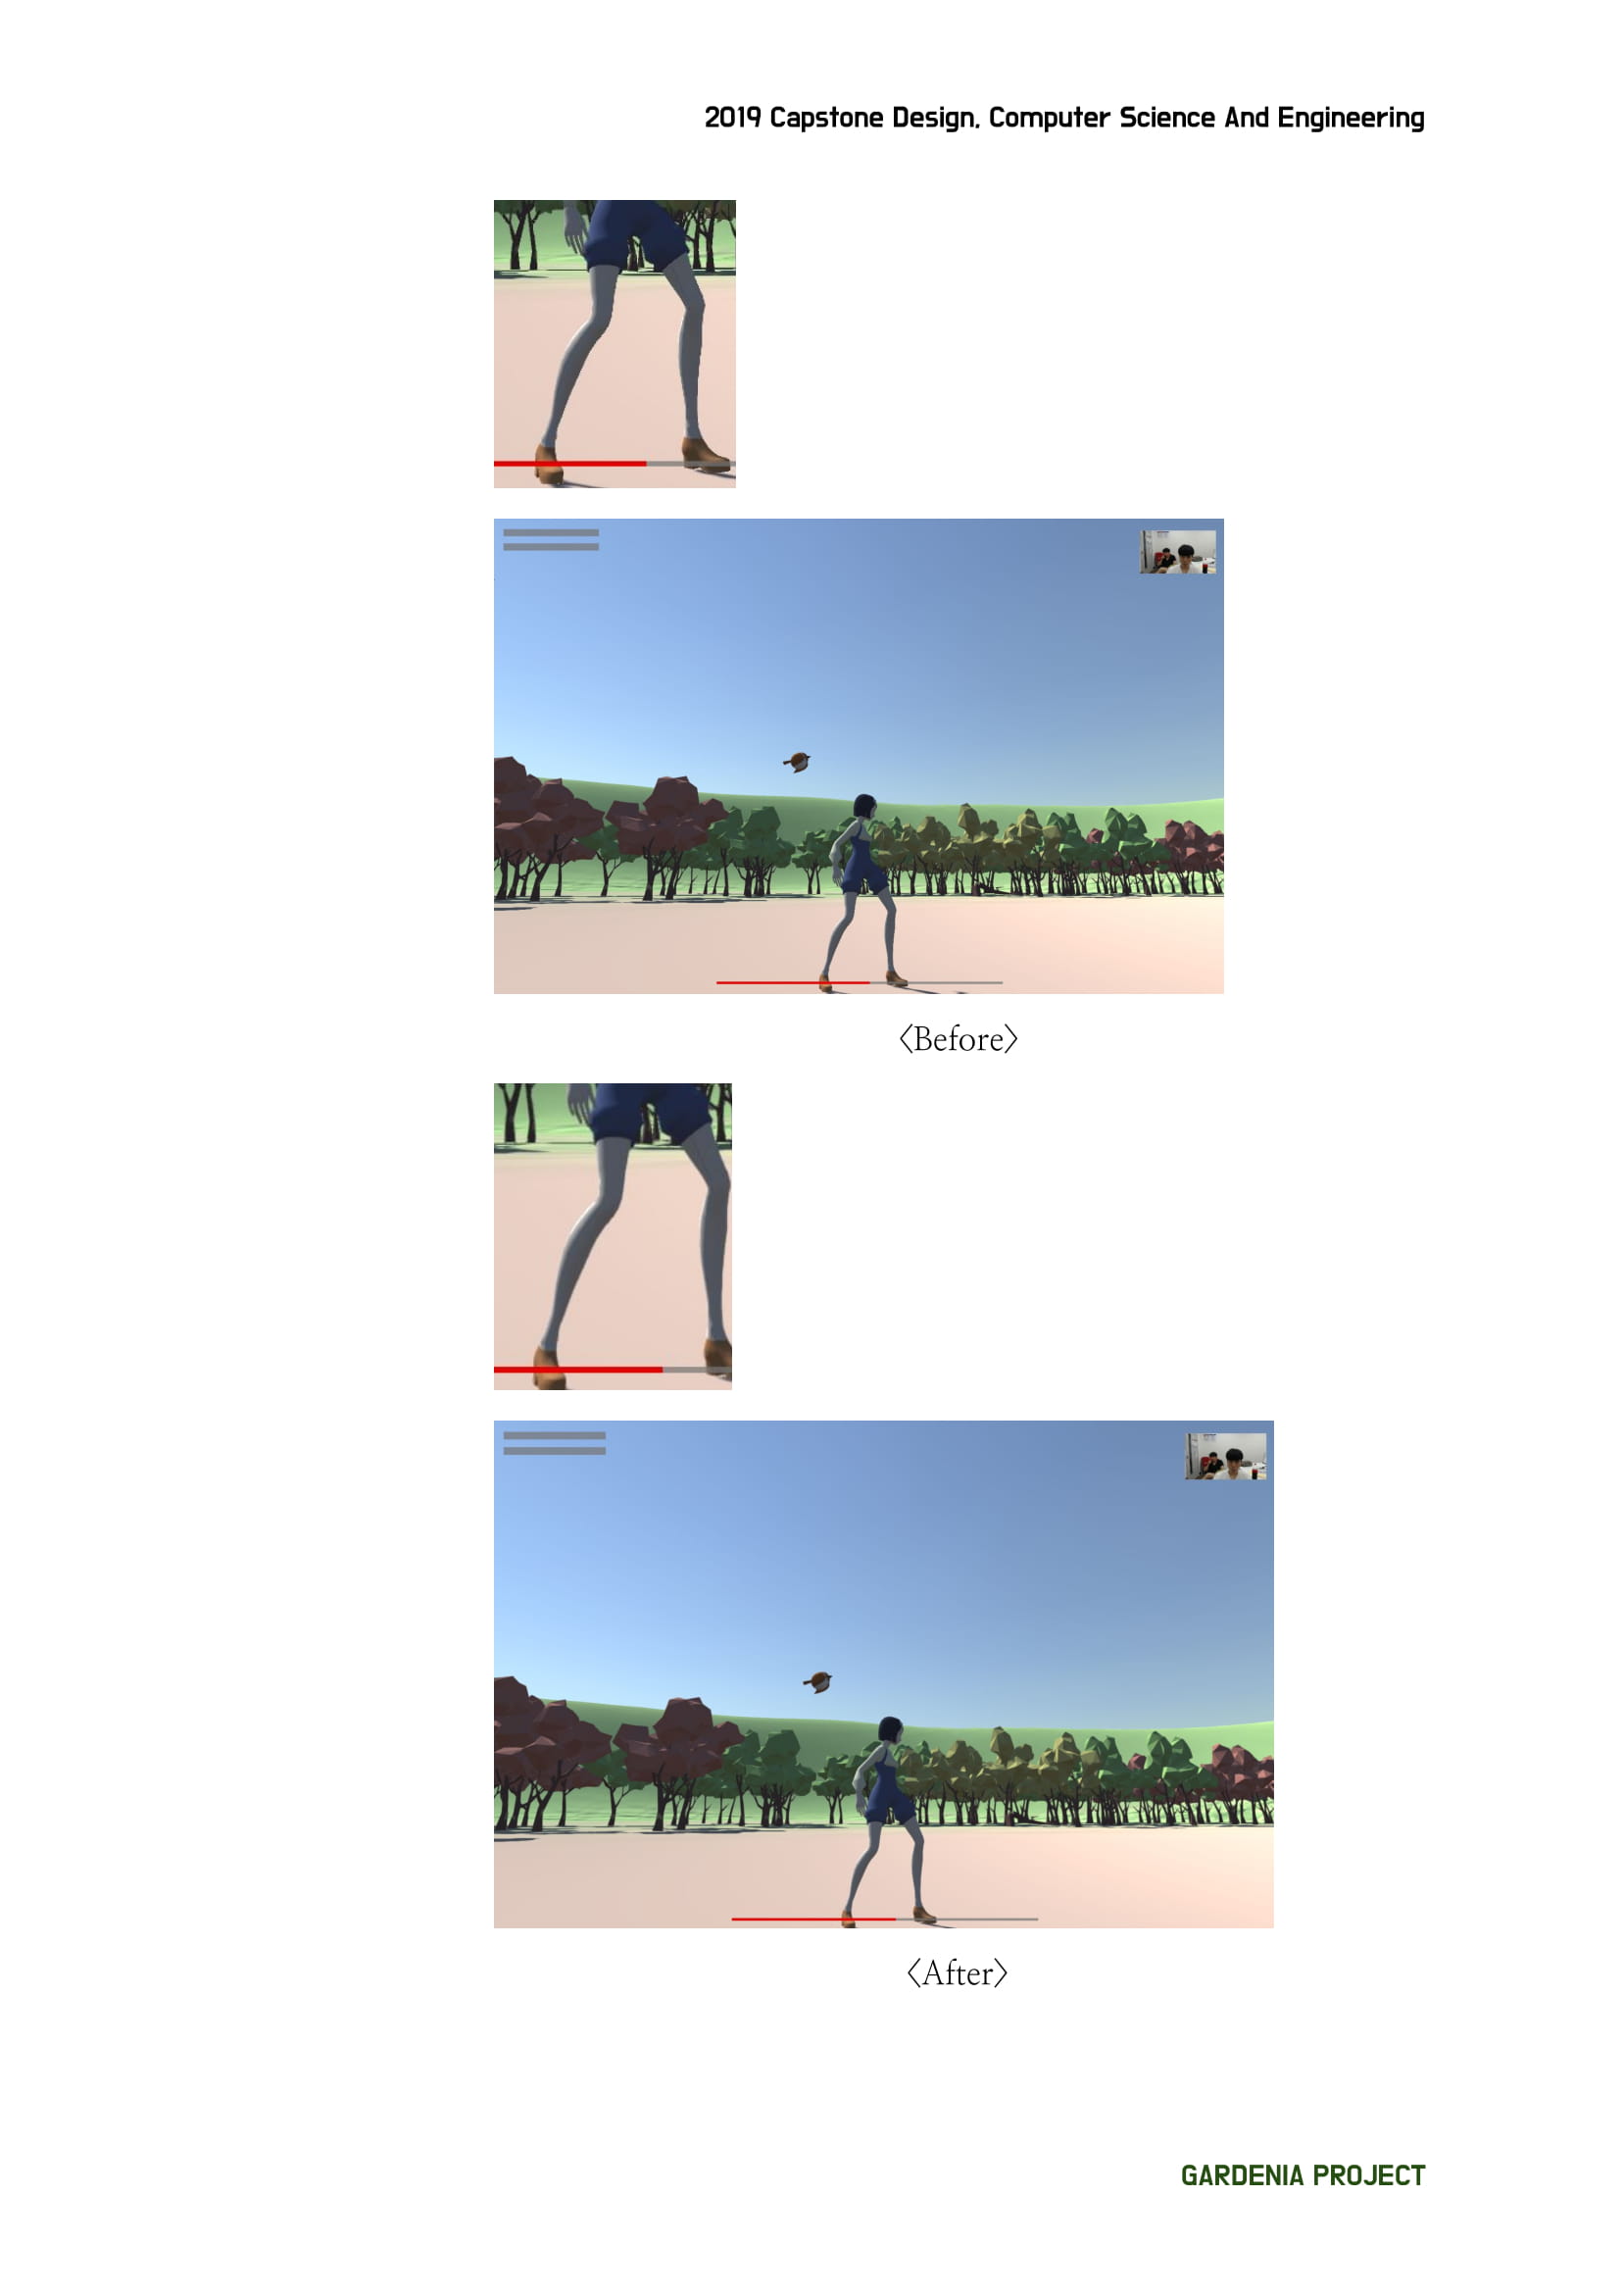 2019 Capstone Design, Computer Science And Engineering
〈Before〉
〈After〉
GARDENIA PROJECT